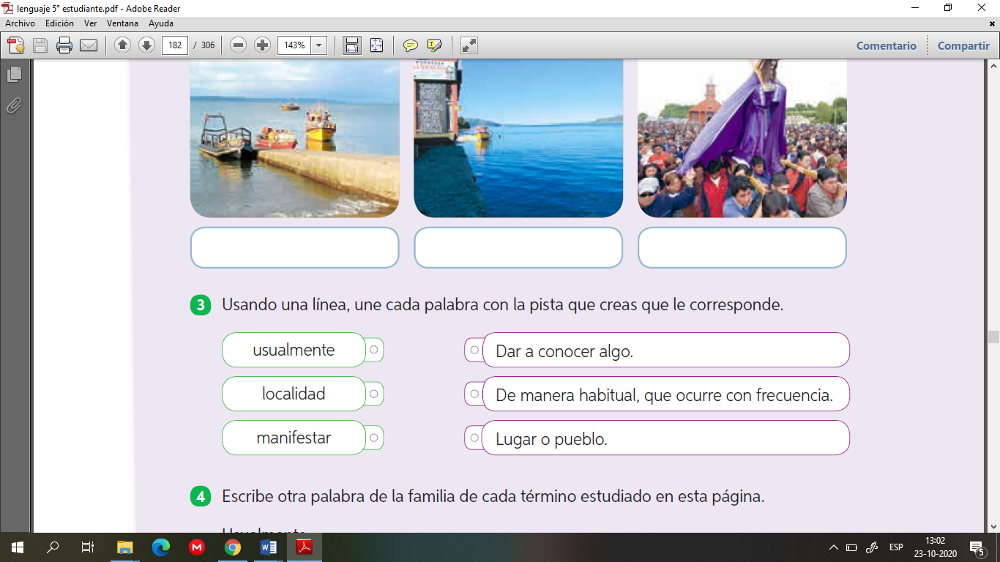 lenguaje 5° estudiante.pdf - Adobe Reader
Archivo Edición Ver Ventana Ayuda
182 / 306 143% Comentario Compartir
3 Usando una línea, une cada palabra con la pista que creas que le corresponde.
usualmente Dar a conocer algo.
localidad De manera habitual, que ocurre con frecuencia.
manifestar Lugar o pueblo.
4 Escribe otra palabra de la familia de cada término estudiado en esta página.
ESP 13:02
23-10-2020 5